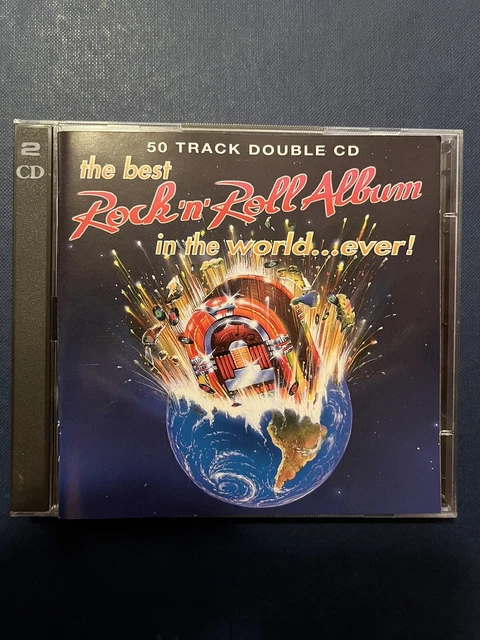 2
CD
50 TRACK DOUBLE CD
the best
Rock 'n' Roll Album
in the world...ever!